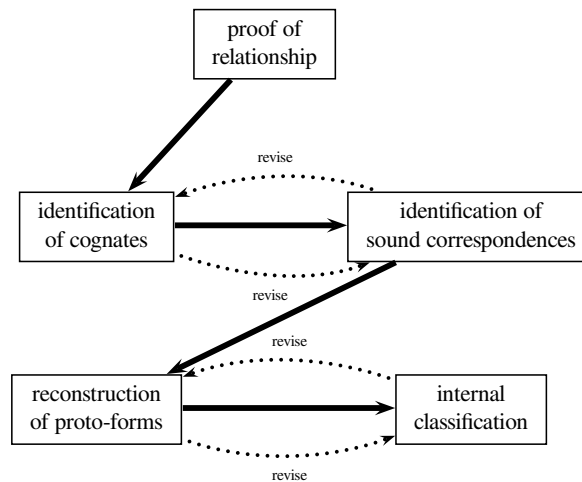 proof of
relationship
revise
identification
of cognates
identification of
sound correspondences
revise
revise
reconstruction
of proto-forms
internal
classification
revise